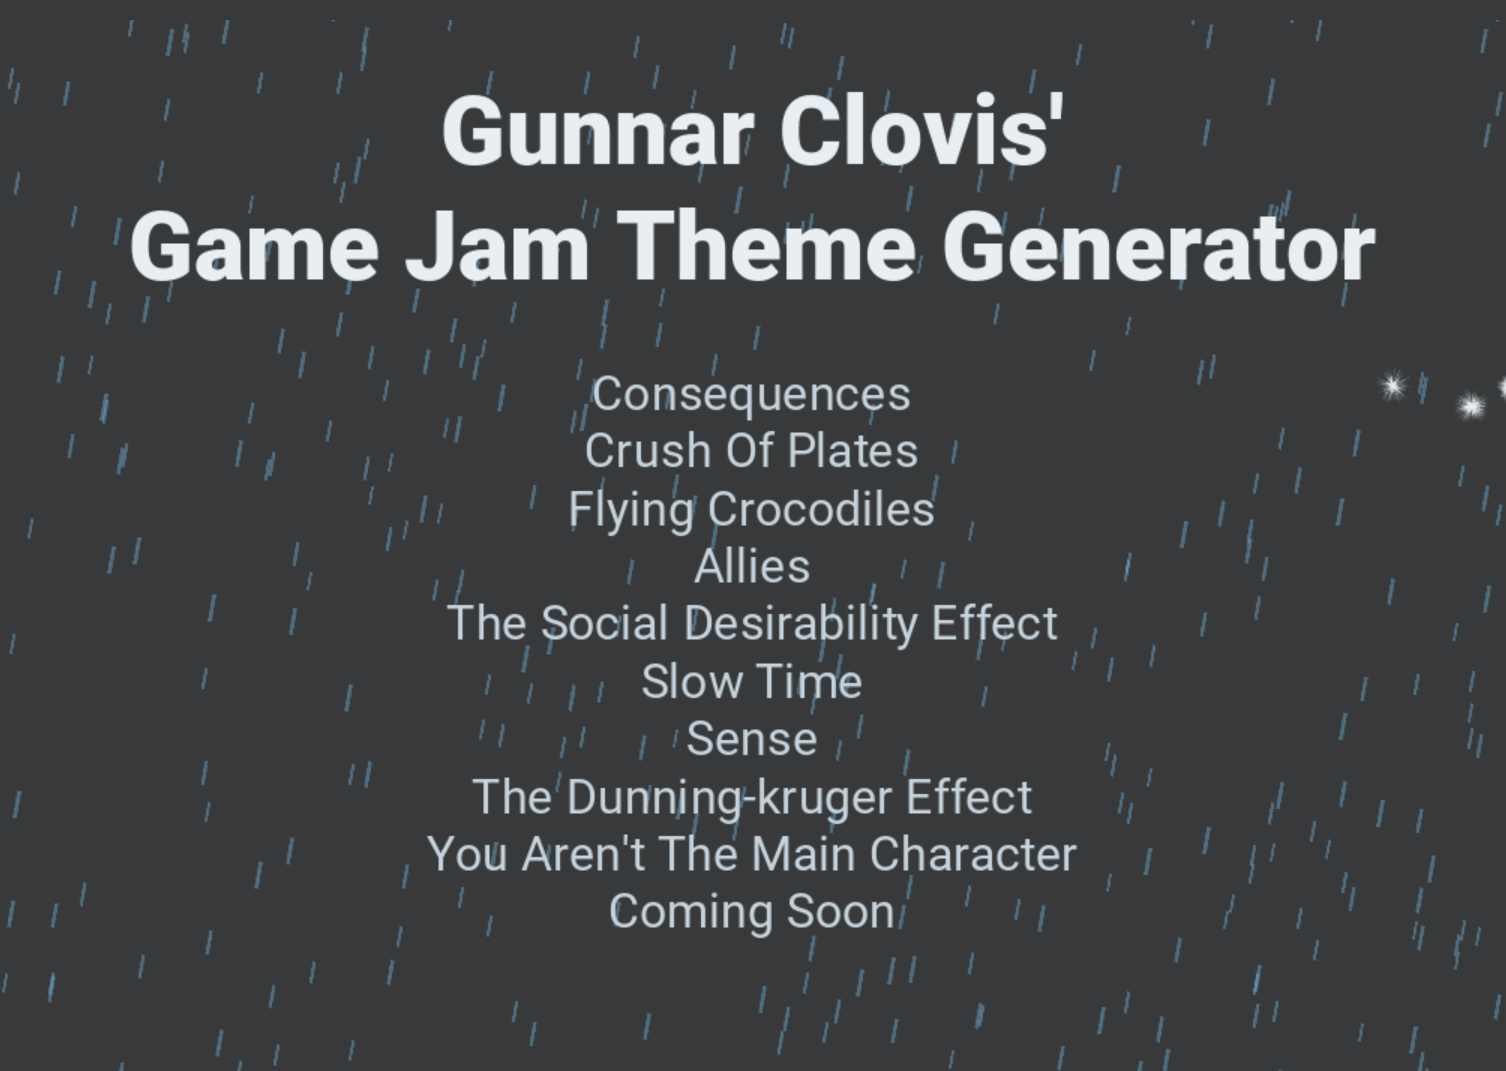 Gunnar Clovis'
Game Jam Theme Generator
Consequences
Crush Of Plates
Flying Crocodiles
Allies
The Social Desirability Effect
Slow Time
Sense
The Dunning-kruger Effect
You Aren't The Main Character
Coming Soon